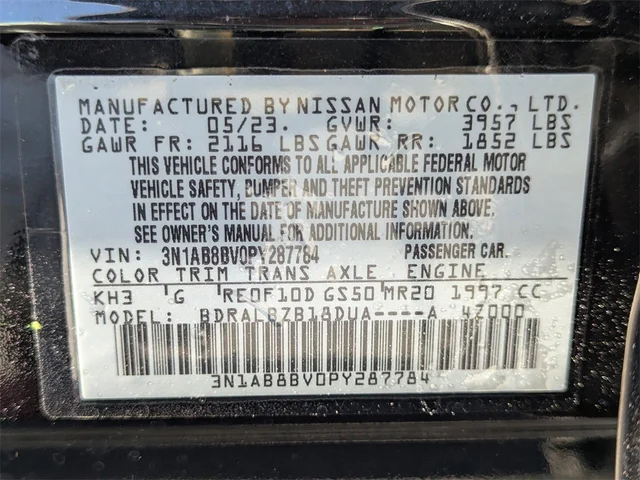 MANUFACTURED BY NISSAN MOTOR CO., LTD.
DATE: 05/23. GVWR: 3957 LBS
GAWR FR: 2116 LBS GAWR RR: 1852 LBS
THIS VEHICLE CONFORMS TO ALL APPLICABLE FEDERAL MOTOR
VEHICLE SAFETY, BUMPER AND THEFT PREVENTION STANDARDS
IN EFFECT ON THE DATE OF MANUFACTURE SHOWN ABOVE.
SEE OWNER'S MANUAL FOR ADDITIONAL INFORMATION.
VIN: 3N1AB8BV0PY287784 PASSENGER CAR.
COLOR TRIM TRANS AXLE ENGINE
KH3 G RE0F10D GS50 MR20 1997 CC
MODEL: BDRALBZB18DUA----A 4Z000
3N1AB8BV0PY287784